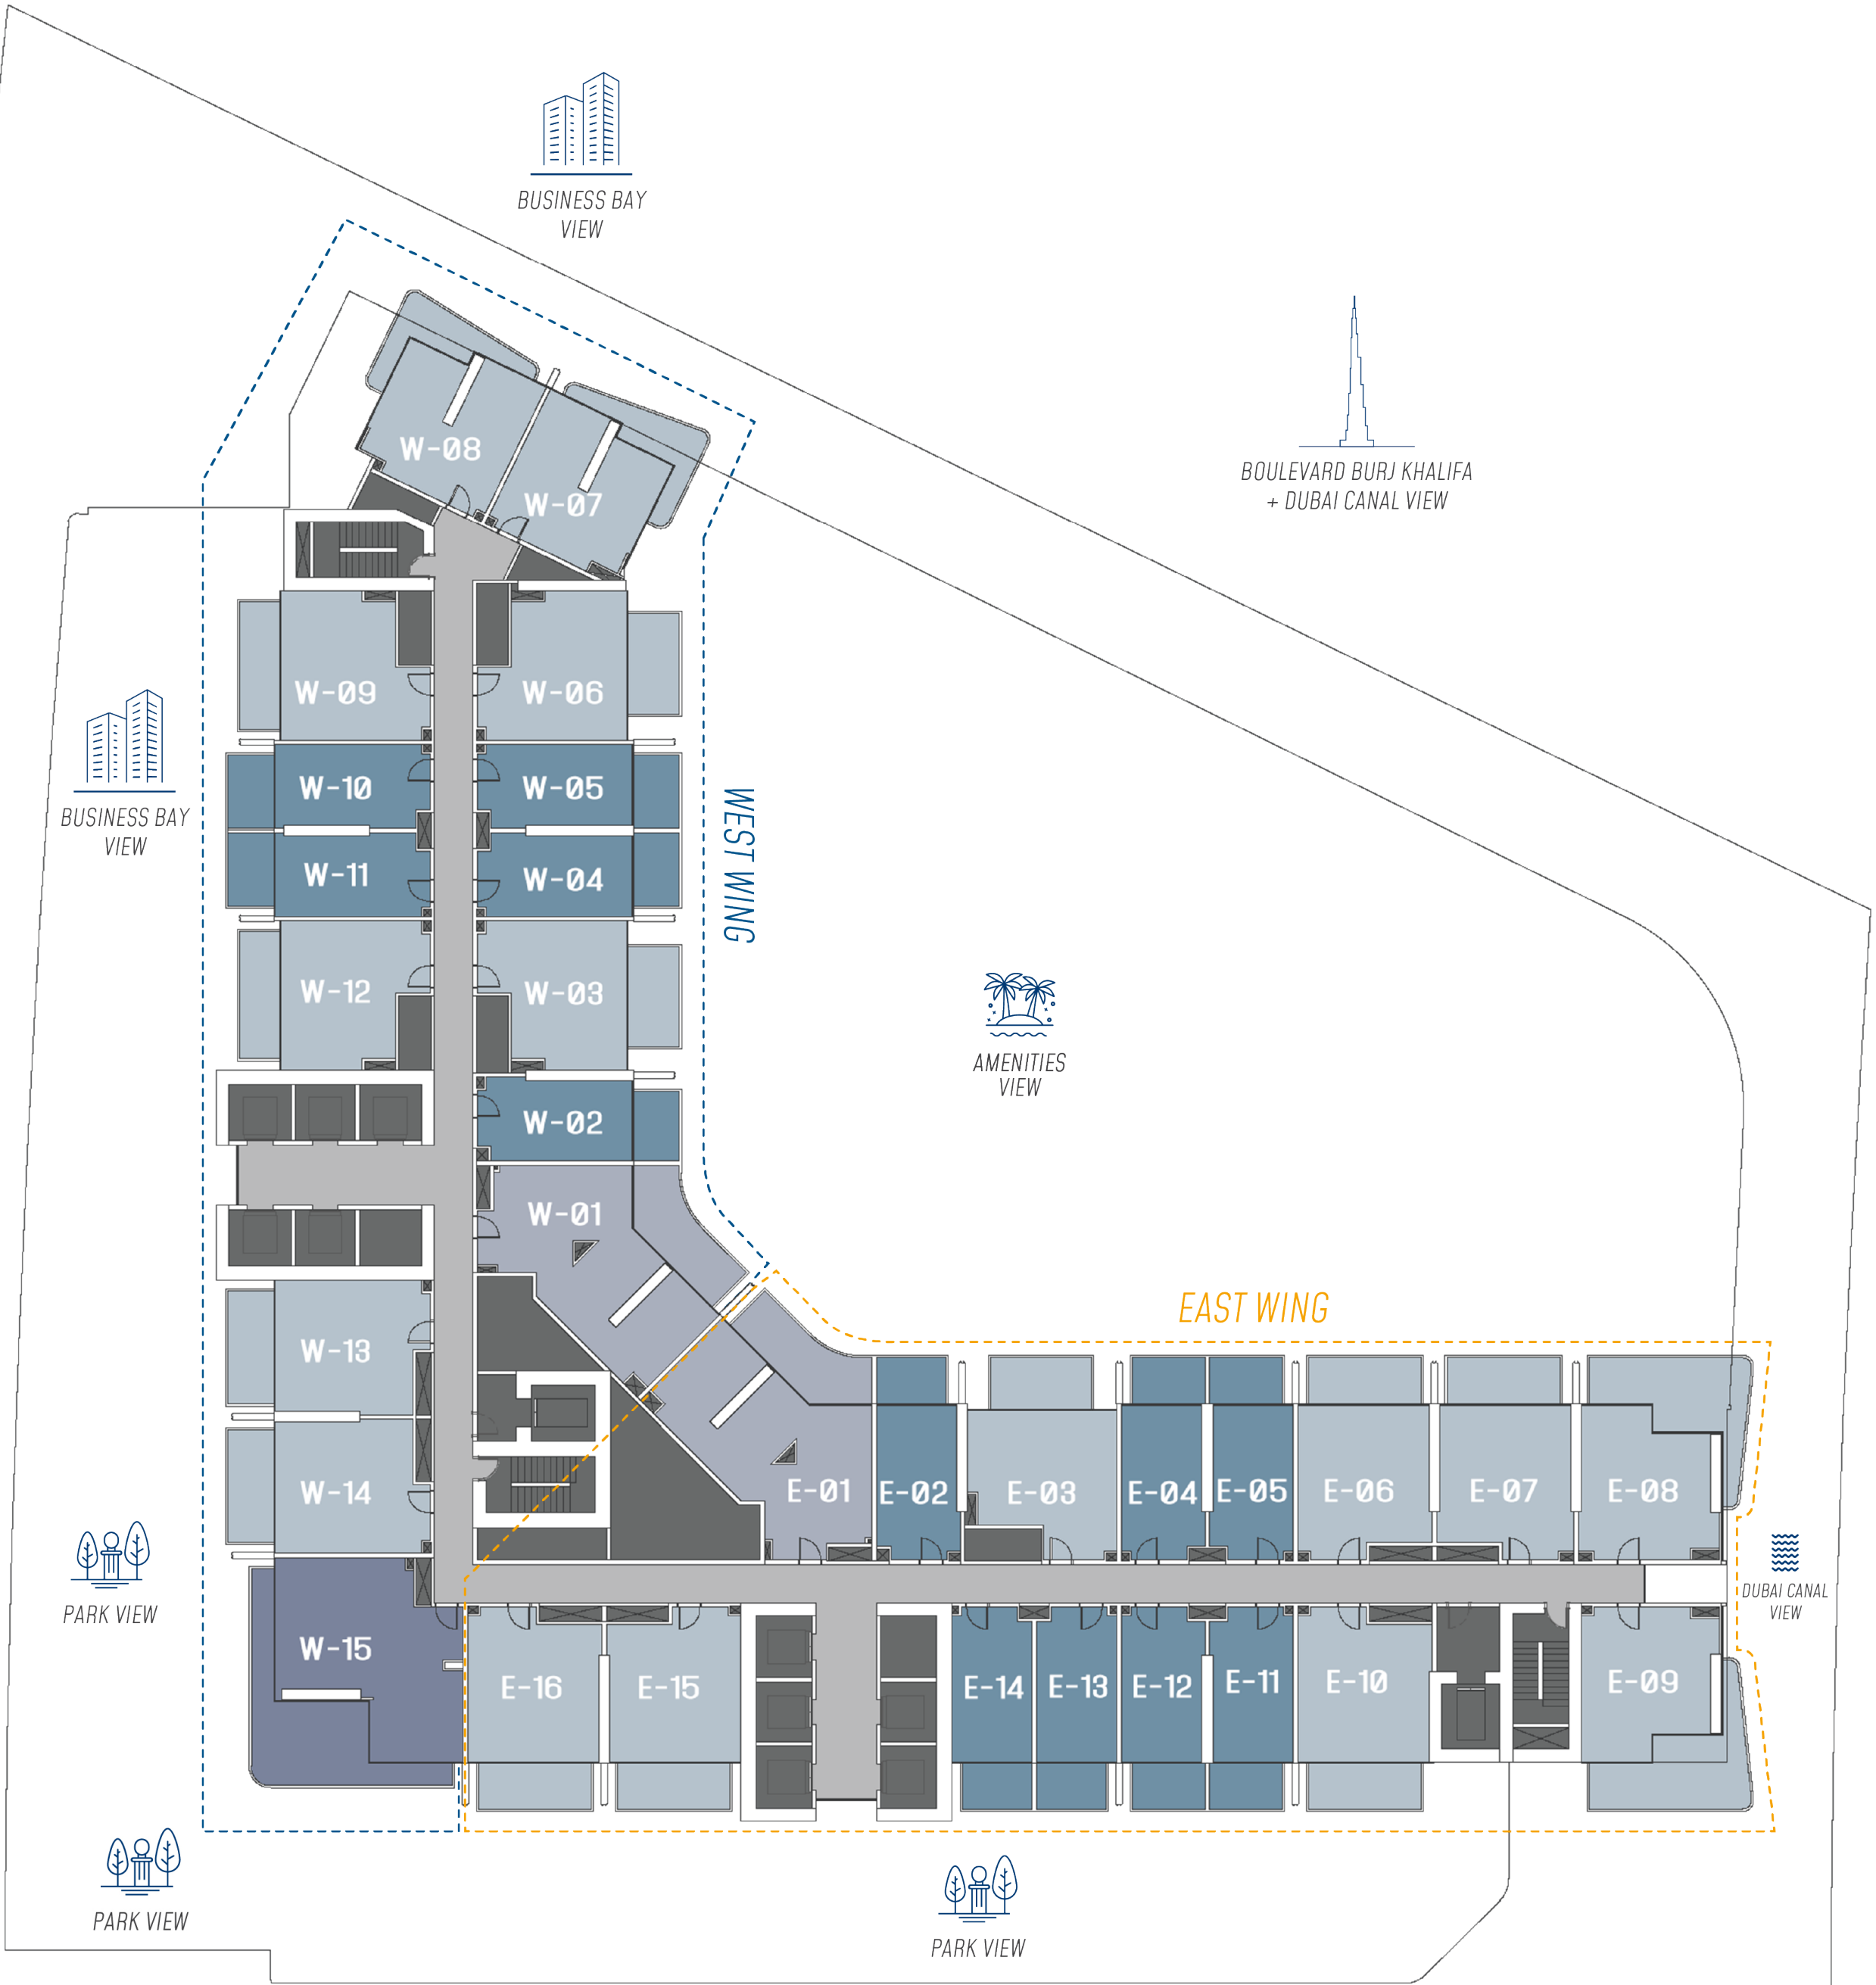 BUSINESS BAY
VIEW
BOULEVARD BURJ KHALIFA
+ DUBAI CANAL VIEW
W-08
W-07
W-09
W-06
BUSINESS BAY
VIEW
W-10
W-05
WEST WING
W-11
W-04
W-12
W-03
AMENITIES
VIEW
W-02
W-01
EAST WING
W-13
W-14
E-01
E-02
E-03
E-04
E-05
E-06
E-07
E-08
PARK VIEW
DUBAI CANAL
VIEW
W-15
E-16
E-15
E-14
E-13
E-12
E-11
E-10
E-09
PARK VIEW
PARK VIEW